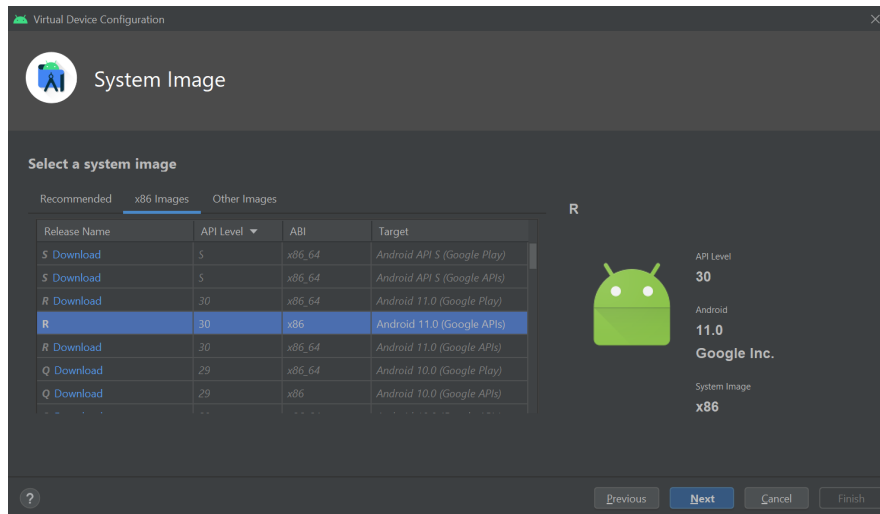 Virtual Device Configuration
System Image
Select a system image
Recommended x86 Images Other Images
Release Name API Level ABI Target
S Download S x86_64 Android API S (Google Play)
S Download S x86_64 Android API S (Google APIs)
R Download 30 x86_64 Android 11.0 (Google Play)
R 30 x86 Android 11.0 (Google APIs)
R Download 30 x86_64 Android 11.0 (Google APIs)
Q Download 29 x86_64 Android 10.0 (Google Play)
Q Download 29 x86 Android 10.0 (Google APIs)
R
API Level
30
Android
11.0
Google Inc.
System Image
x86
? Previous Next Cancel Finish